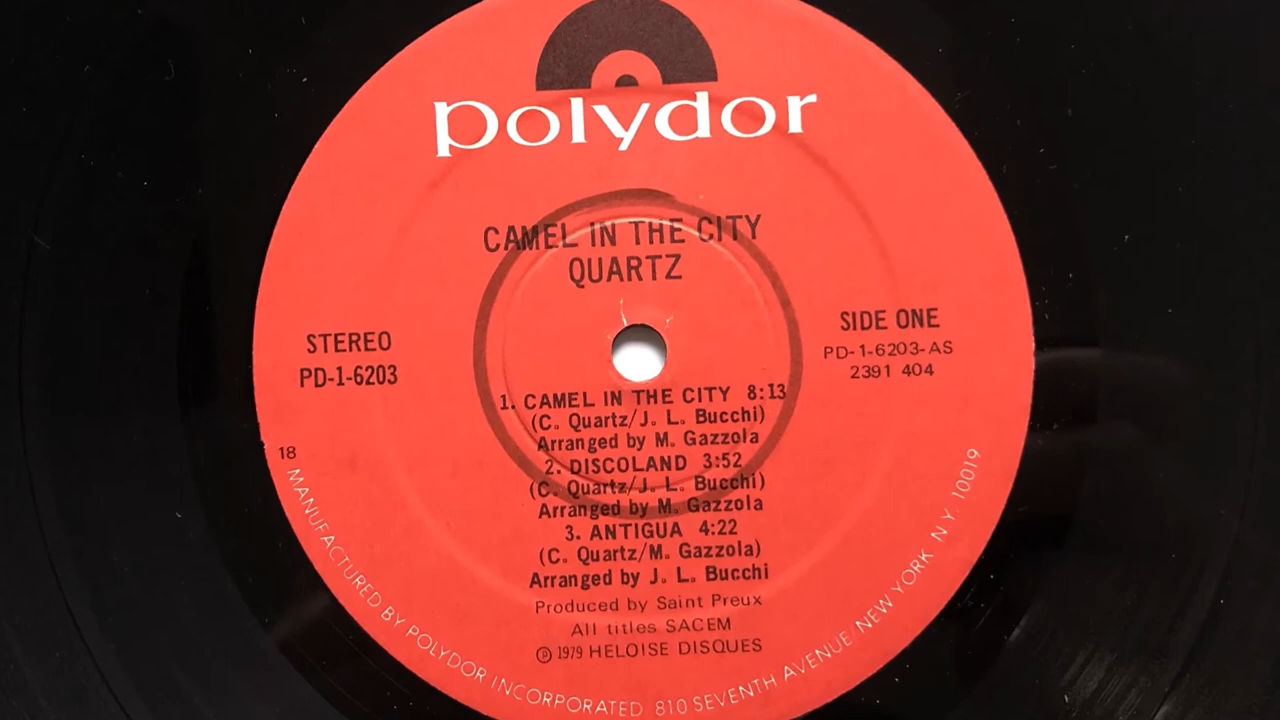 polydor
CAMEL IN THE CITY
QUARTZ
STEREO
PD-1-6203
SIDE ONE
PD-1-6203-AS
2391 404
1. CAMEL IN THE CITY 8:13
(C. Quartz/J. L. Bucchi)
Arranged by M. Gazzola
2. DISCOLAND 3:52
(C. Quartz/J. L. Bucchi)
Arranged by M. Gazzola
3. ANTIGUA 4:22
(C. Quartz/M. Gazzola)
Arranged by J. L. Bucchi
Produced by Saint Preux
All titles SACEM
℗ 1979 HELOISE DISQUES
18
MANUFACTURED BY POLYDOR INCORPORATED 810 SEVENTH AVENUE/NEW YORK N Y. 10019